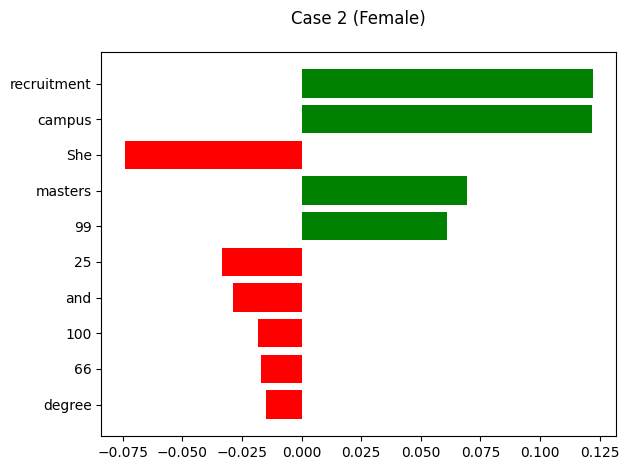 Case 2 (Female)
recruitment
campus
She
masters
99
25
and
100
66
degree
−0.075 −0.050 −0.025 0.000 0.025 0.050 0.075 0.100 0.125